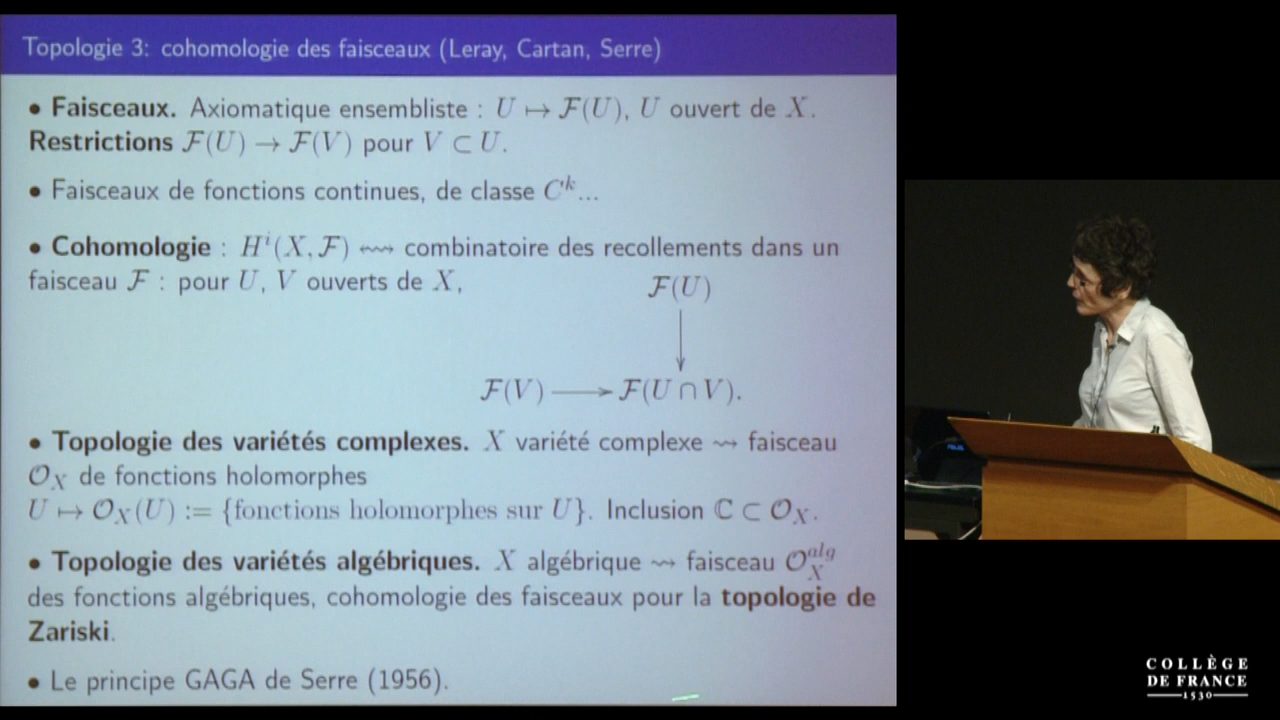 Topologie 3: cohomologie des faisceaux (Leray, Cartan, Serre)
• Faisceaux. Axiomatique ensembliste : U ↦ ℱ(U), U ouvert de X.
Restrictions ℱ(U) → ℱ(V) pour V ⊂ U.
• Faisceaux de fonctions continues, de classe Cᵏ...
• Cohomologie : Hⁱ(X, ℱ) ↭ combinatoire des recollements dans un
faisceau ℱ : pour U, V ouverts de X,
ℱ(U)
↓
ℱ(V) → ℱ(U ∩ V).
• Topologie des variétés complexes. X variété complexe ⇝ faisceau
𝒪_X de fonctions holomorphes
U ↦ 𝒪_X(U) := {fonctions holomorphes sur U}. Inclusion ℂ ⊂ 𝒪_X.
• Topologie des variétés algébriques. X algébrique ⇝ faisceau 𝒪_X^{alg}
des fonctions algébriques, cohomologie des faisceaux pour la topologie de
Zariski.
• Le principe GAGA de Serre (1956).
COLLÈGE
DE FRANCE
1530